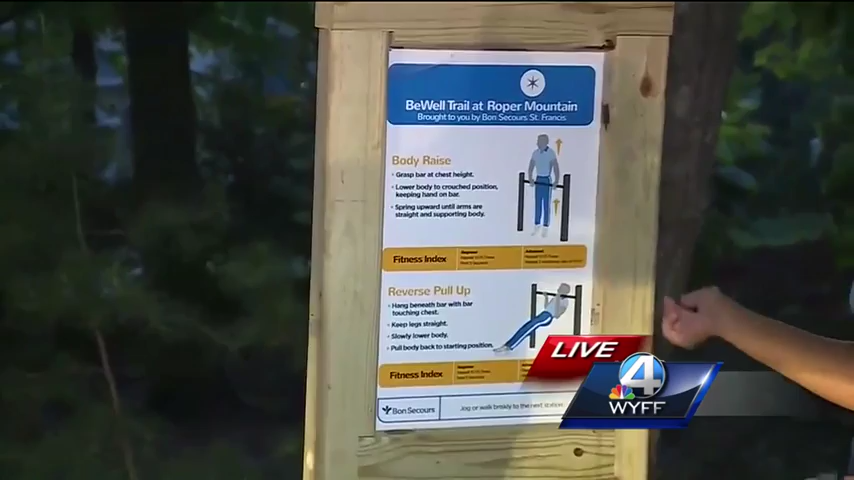 BeWell Trail at Roper Mountain
Brought to you by Bon Secours St. Francis
Body Raise
• Grasp bar at chest height.
• Lower body to crouched position,
keeping hand on bar.
• Spring upward until arms are
straight and supporting body.
Fitness Index
Beginner
Advanced
Reverse Pull Up
• Hang beneath bar with bar
touching chest.
• Keep legs straight.
• Slowly lower body.
• Pull body back to starting position.
Fitness Index
Beginner
Bon Secours
Jog or walk briskly to the next station.
LIVE
4
WYFF